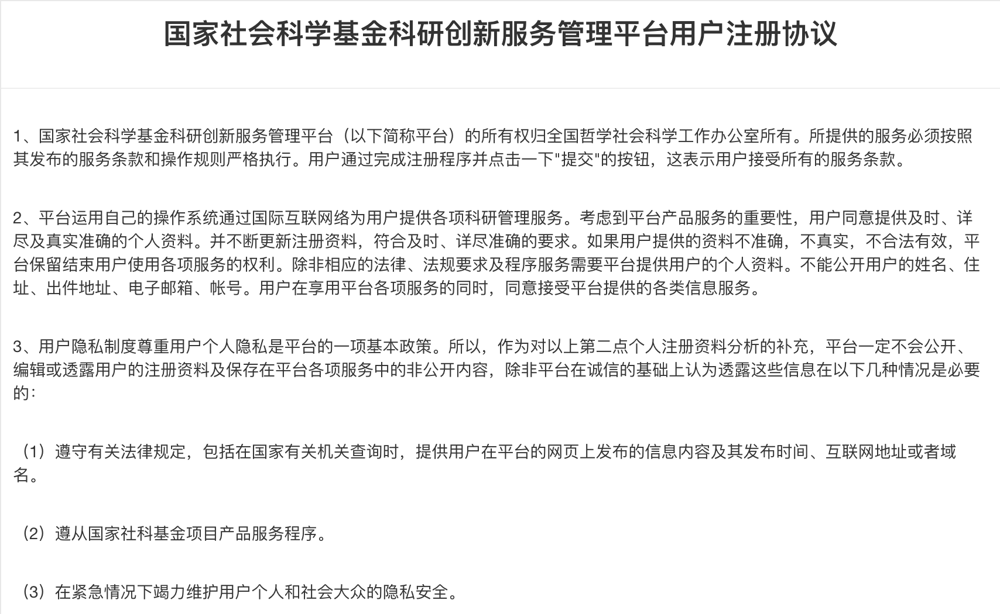 国家社会科学基金科研创新服务管理平台用户注册协议
1、国家社会科学基金科研创新服务管理平台（以下简称平台）的所有权归全国哲学社会科学工作办公室所有。所提供的服务必须按照
其发布的服务条款和操作规则严格执行。用户通过完成注册程序并点击一下"提交"的按钮，这表示用户接受所有的服务条款。
2、平台运用自己的操作系统通过国际互联网络为用户提供各项科研管理服务。考虑到平台产品服务的重要性，用户同意提供及时、详
尽及真实准确的个人资料。并不断更新注册资料，符合及时、详尽准确的要求。如果用户提供的资料不准确，不真实，不合法有效，平
台保留结束用户使用各项服务的权利。除非相应的法律、法规要求及程序服务需要平台提供用户的个人资料。不能公开用户的姓名、住
址、出件地址、电子邮箱、帐号。用户在享用平台各项服务的同时，同意接受平台提供的各类信息服务。
3、用户隐私制度尊重用户个人隐私是平台的一项基本政策。所以，作为对以上第二点个人注册资料分析的补充，平台一定不会公开、
编辑或透露用户的注册资料及保存在平台各项服务中的非公开内容，除非平台在诚信的基础上认为透露这些信息在以下几种情况是必要
的：
（1）遵守有关法律规定，包括在国家有关机关查询时，提供用户在平台的网页上发布的信息内容及其发布时间、互联网地址或者域
名。
（2）遵从国家社科基金项目产品服务程序。
（3）在紧急情况下竭力维护用户个人和社会大众的隐私安全。